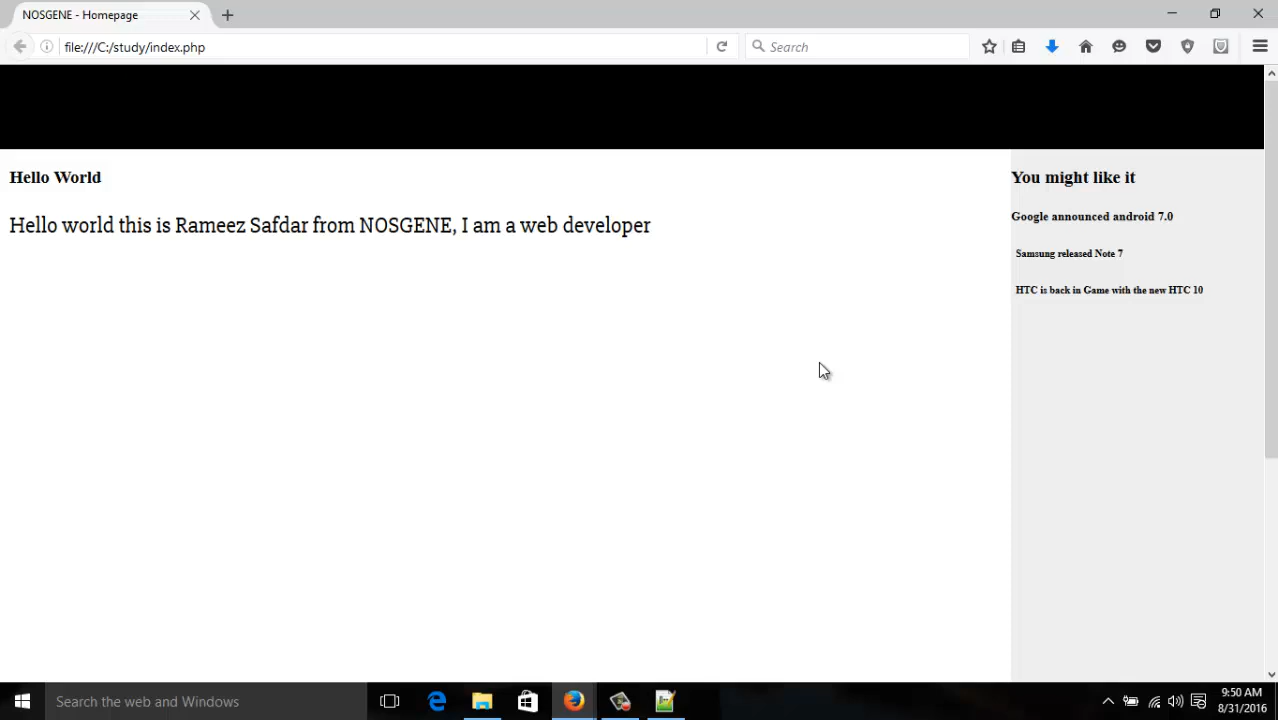 NOSGENE - Homepage
file:///C:/study/index.php
Search
Hello World
Hello world this is Rameez Safdar from NOSGENE, I am a web developer
You might like it
Google announced android 7.0
Samsung released Note 7
HTC is back in Game with the new HTC 10
Search the web and Windows
9:50 AM
8/31/2016